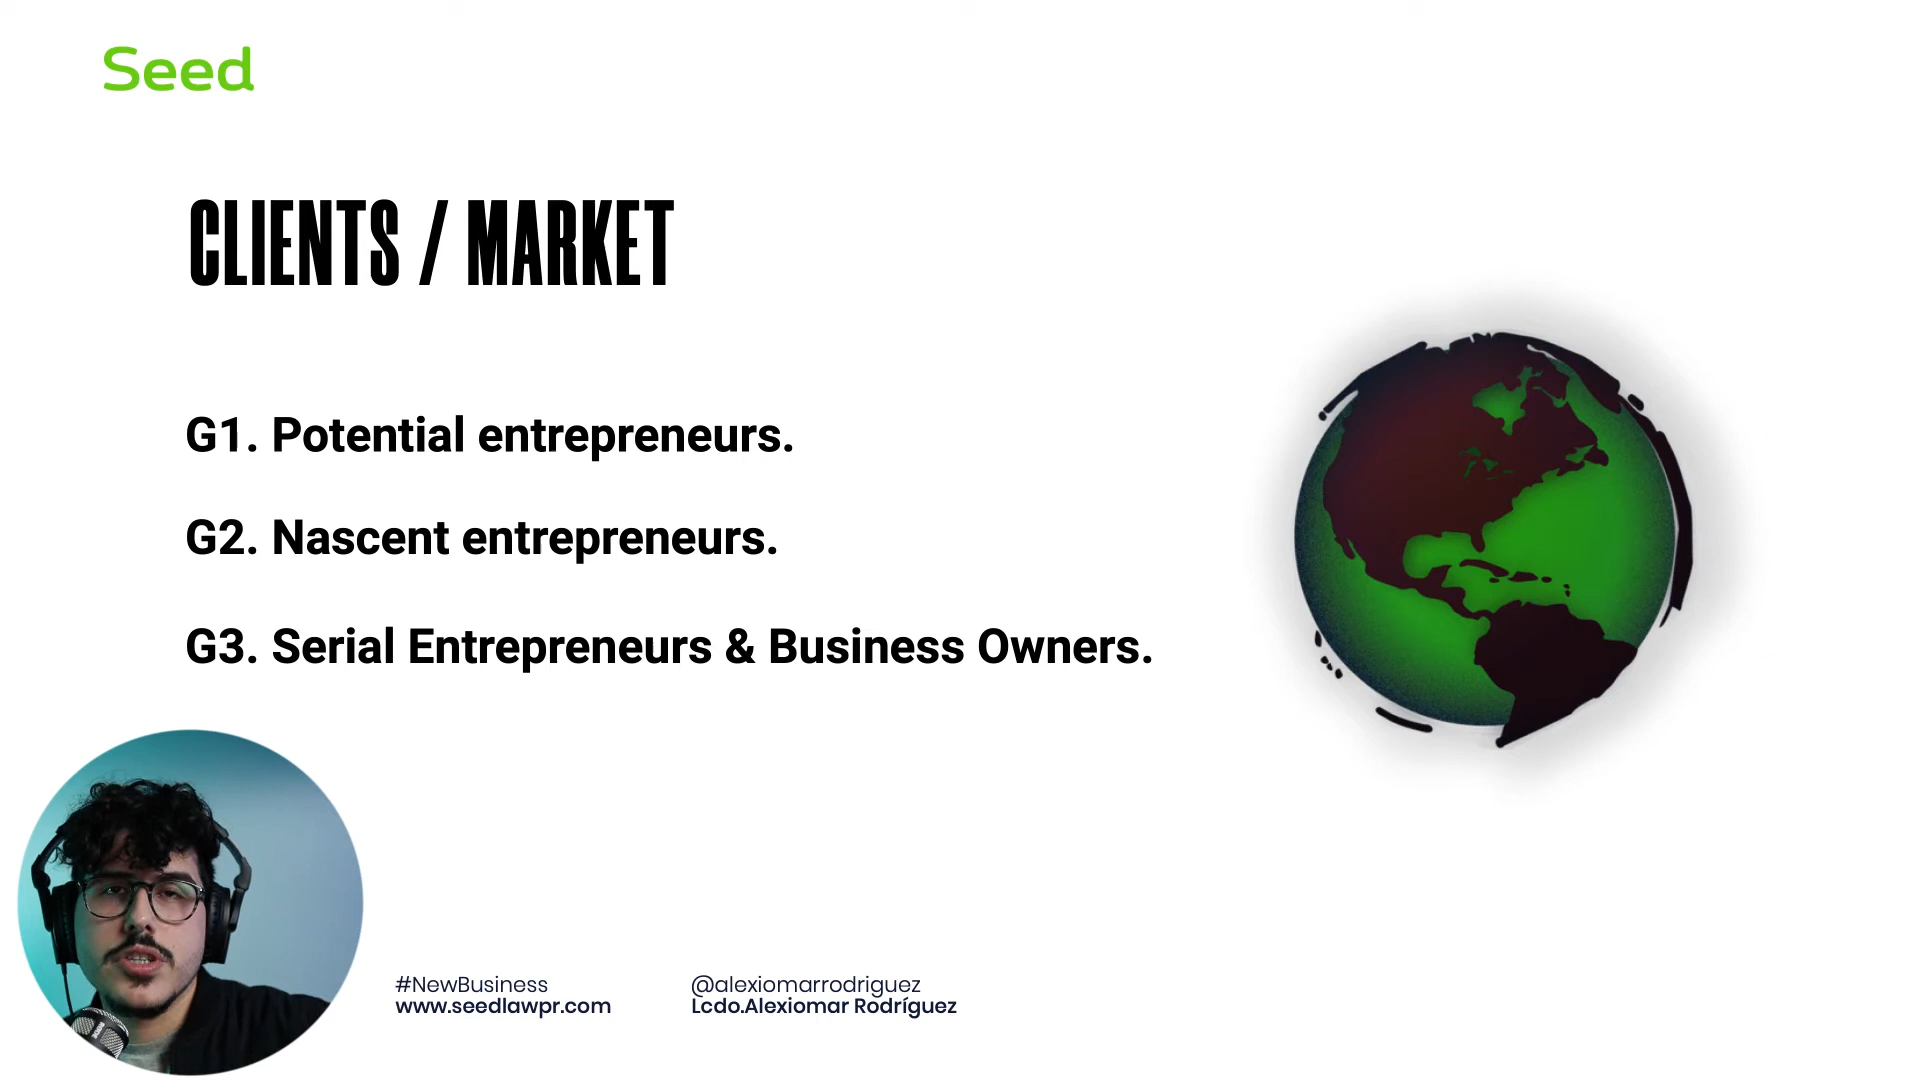 Seed
CLIENTS / MARKET
G1. Potential entrepreneurs.
G2. Nascent entrepreneurs.
G3. Serial Entrepreneurs & Business Owners.
#NewBusiness
www.seedlawpr.com
@alexiomarrodriguez
Lcdo.Alexiomar Rodríguez